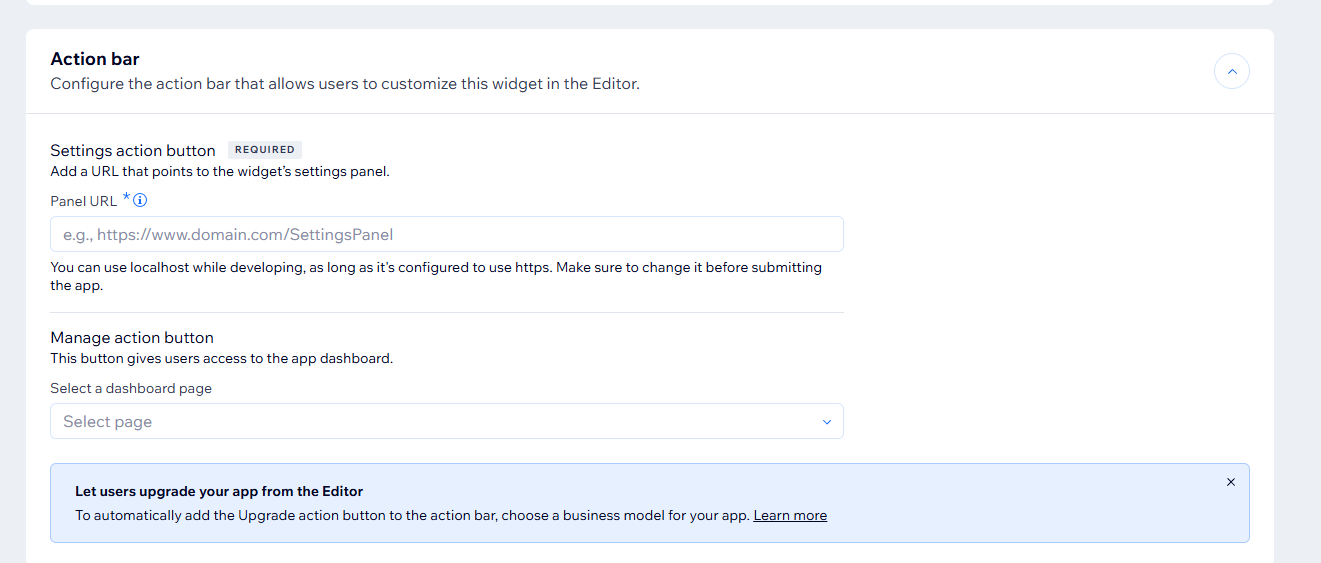 Action bar
Configure the action bar that allows users to customize this widget in the Editor.
Settings action button REQUIRED
Add a URL that points to the widget’s settings panel.
Panel URL *
e.g., https://www.domain.com/SettingsPanel
You can use localhost while developing, as long as it's configured to use https. Make sure to change it before submitting
the app.
Manage action button
This button gives users access to the app dashboard.
Select a dashboard page
Select page
Let users upgrade your app from the Editor
To automatically add the Upgrade action button to the action bar, choose a business model for your app. Learn more